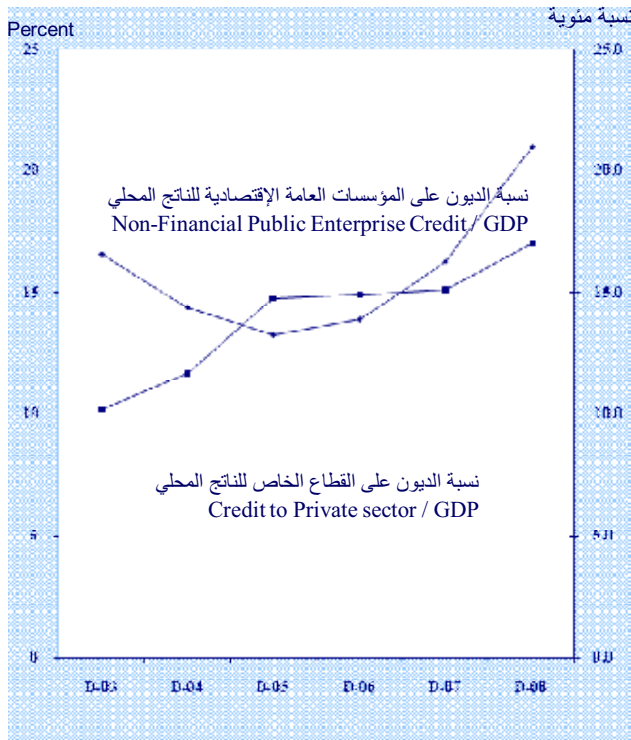 نسبة مئوية
Percent
25
25.0
20
20.0
نسبة الديون على المؤسسات العامة الإقتصادية للناتج المحلي
Non-Financial Public Enterprise Credit / GDP
15
15.0
10
10.0
نسبة الديون على القطاع الخاص للناتج المحلي
Credit to Private sector / GDP
5
5.0
0
0.0
D-03 D-04 D-05 D-06 D-07 D-08